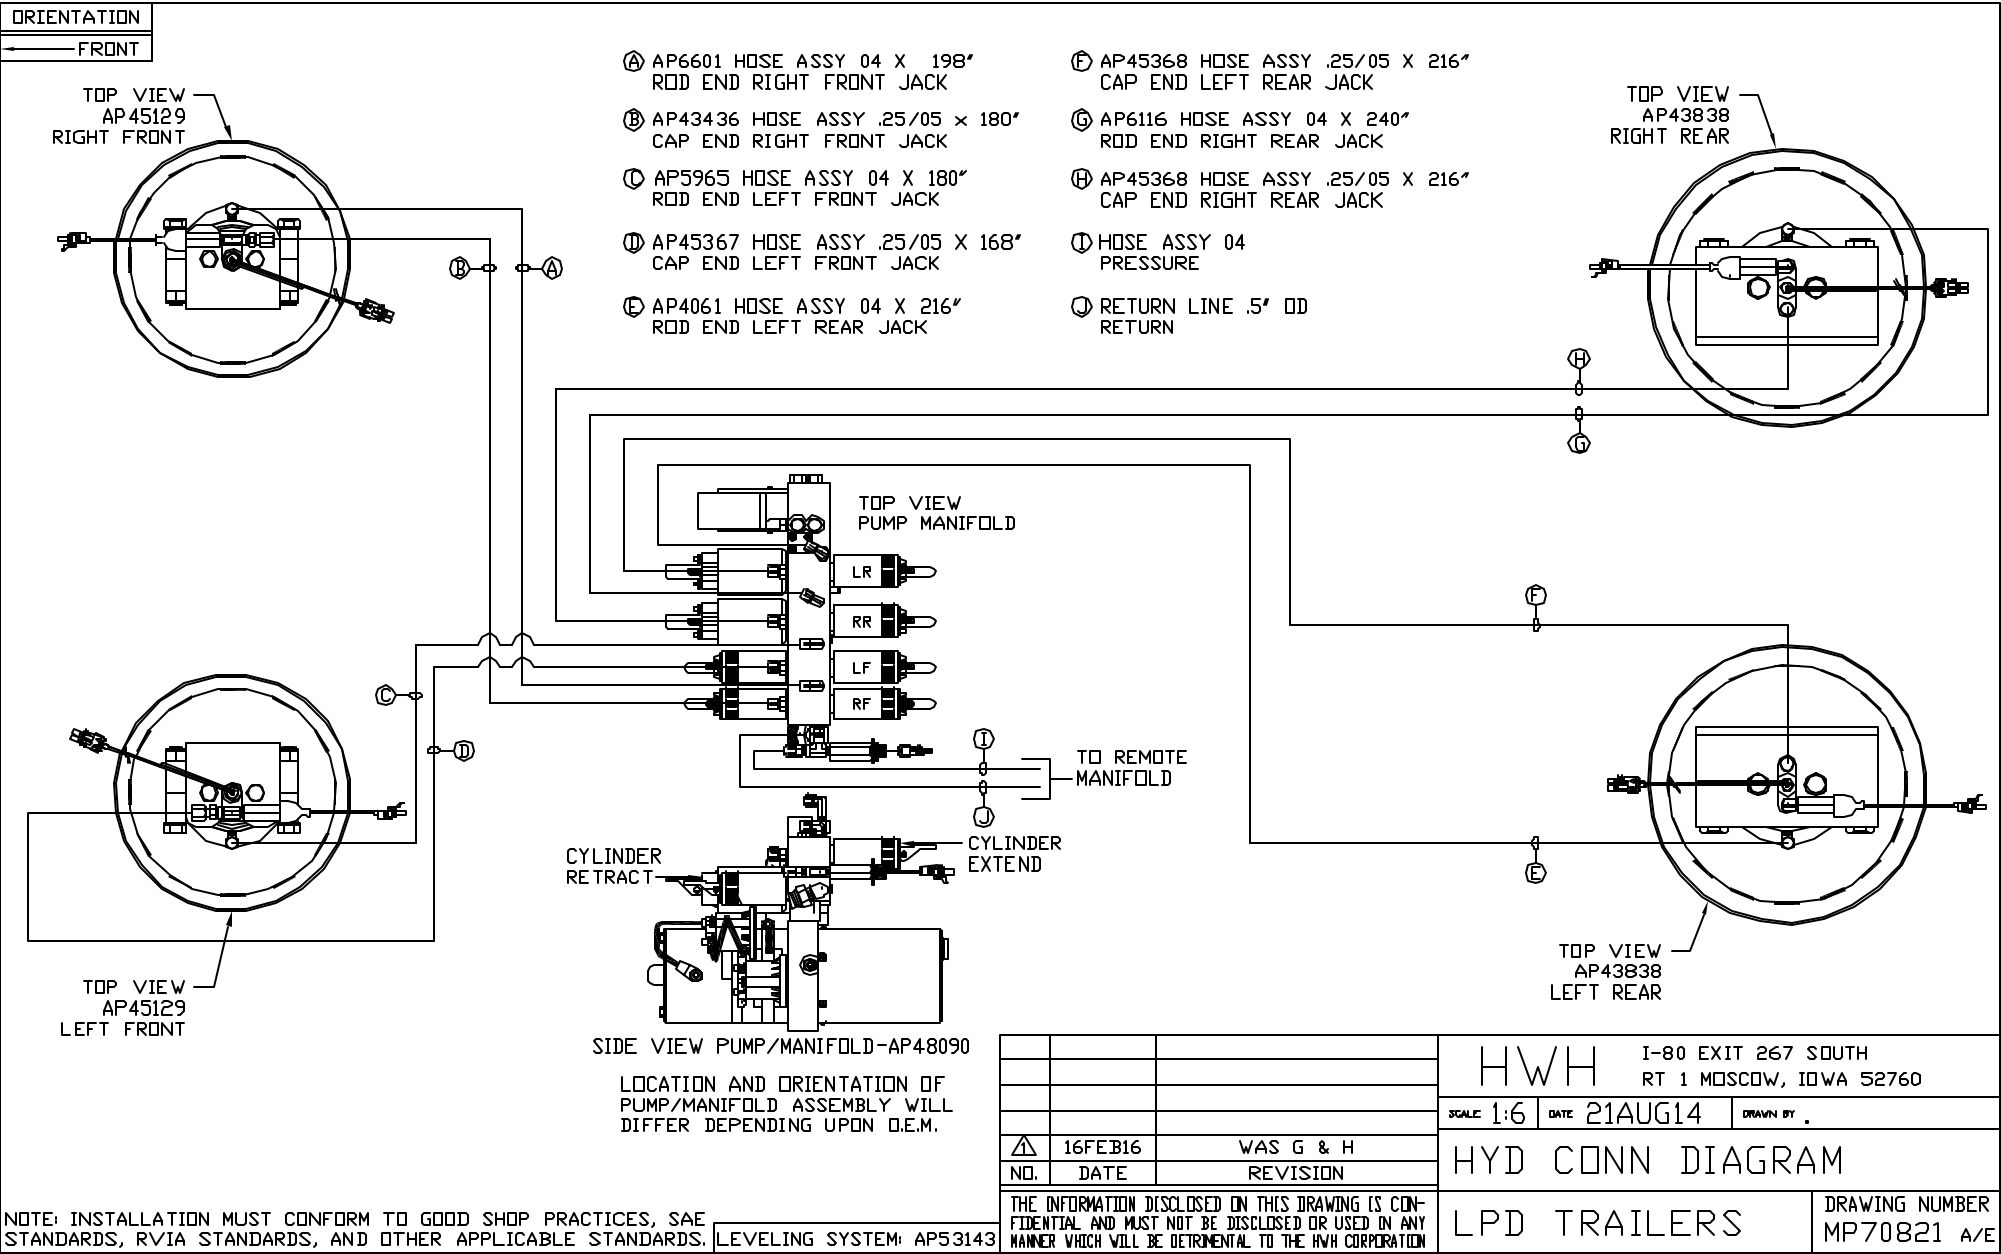 ORIENTATION
FRONT
TOP VIEW
AP45129
RIGHT FRONT
A AP6601 HOSE ASSY 04 X 198"
ROD END RIGHT FRONT JACK
B AP43436 HOSE ASSY .25/05 x 180"
CAP END RIGHT FRONT JACK
C AP5965 HOSE ASSY 04 X 180"
ROD END LEFT FRONT JACK
D AP45367 HOSE ASSY .25/05 X 168"
CAP END LEFT FRONT JACK
E AP4061 HOSE ASSY 04 X 216"
ROD END LEFT REAR JACK
F AP45368 HOSE ASSY .25/05 X 216"
CAP END LEFT REAR JACK
G AP6116 HOSE ASSY 04 X 240"
ROD END RIGHT REAR JACK
H AP45368 HOSE ASSY .25/05 X 216"
CAP END RIGHT REAR JACK
I HOSE ASSY 04
PRESSURE
J RETURN LINE .5" OD
RETURN
TOP VIEW
AP43838
RIGHT REAR
B
A
H
G
TOP VIEW
PUMP MANIFOLD
LR
RR
LF
RF
F
C
D
I
TO REMOTE
MANIFOLD
J
CYLINDER
EXTEND
CYLINDER
RETRACT
E
TOP VIEW
AP45129
LEFT FRONT
TOP VIEW
AP43838
LEFT REAR
SIDE VIEW PUMP/MANIFOLD-AP48090
LOCATION AND ORIENTATION OF
PUMP/MANIFOLD ASSEMBLY WILL
DIFFER DEPENDING UPON O.E.M.
HWH
I-80 EXIT 267 SOUTH
RT 1 MOSCOW, IOWA 52760
SCALE 1:6 DATE 21AUG14 DRAWN BY .
1 16FEB16 WAS G & H
NO. DATE REVISION
HYD CONN DIAGRAM
THE INFORMATION DISCLOSED ON THIS DRAWING IS CON-
FIDENTIAL AND MUST NOT BE DISCLOSED OR USED IN ANY
MANNER WHICH WILL BE DETRIMENTAL TO THE HWH CORPORATION
LPD TRAILERS
DRAWING NUMBER
MP70821 A/E
NOTE: INSTALLATION MUST CONFORM TO GOOD SHOP PRACTICES, SAE
STANDARDS, RVIA STANDARDS, AND OTHER APPLICABLE STANDARDS.
LEVELING SYSTEM: AP53143